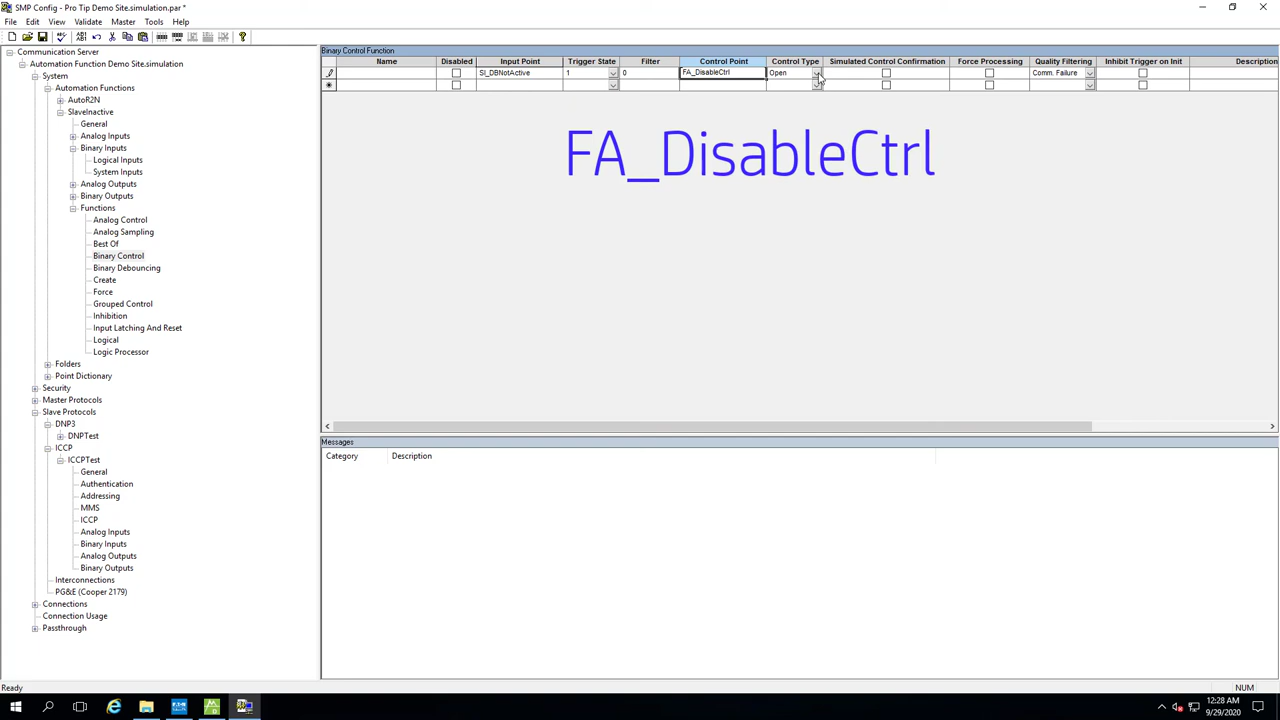 SMP Config - Pro Tip Demo Site.simulation.par *
File Edit View Validate Master Tools Help
Communication Server
Automation Function Demo Site.simulation
System
Automation Functions
AutoR2N
SlaveInactive
General
Analog Inputs
Binary Inputs
Logical Inputs
System Inputs
Analog Outputs
Binary Outputs
Functions
Analog Control
Analog Sampling
Best Of
Binary Control
Binary Debouncing
Create
Force
Grouped Control
Inhibition
Input Latching And Reset
Logical
Logic Processor
Folders
Point Dictionary
Security
Master Protocols
Slave Protocols
DNP3
DNPTest
ICCP
ICCPTest
General
Authentication
Addressing
MMS
ICCP
Analog Inputs
Binary Inputs
Analog Outputs
Binary Outputs
Interconnections
PG&E (Cooper 2179)
Connections
Connection Usage
Passthrough
Binary Control Function
Name Disabled Input Point Trigger State Filter Control Point Control Type Simulated Control Confirmation Force Processing Quality Filtering Inhibit Trigger on Init Description
SI_DBNotActive 1 0 FA_DisableCtrl Open Comm. Failure
FA_DisableCtrl
Messages
Category Description
Ready NUM
12:28 AM
9/29/2020